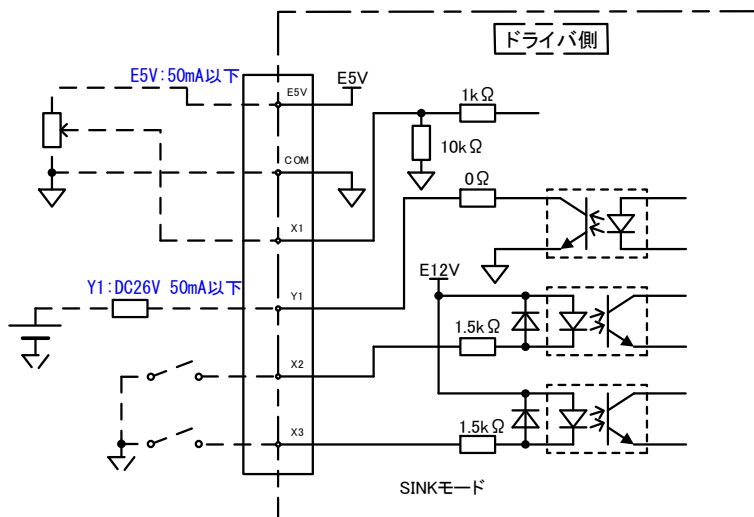 ドライバ側
E5V:50mA以下
E5V
E5V
1kΩ
10kΩ
COM
0Ω
X1
E12V
Y1:DC26V 50mA以下
Y1
1.5kΩ
X2
1.5kΩ
X3
SINKモード